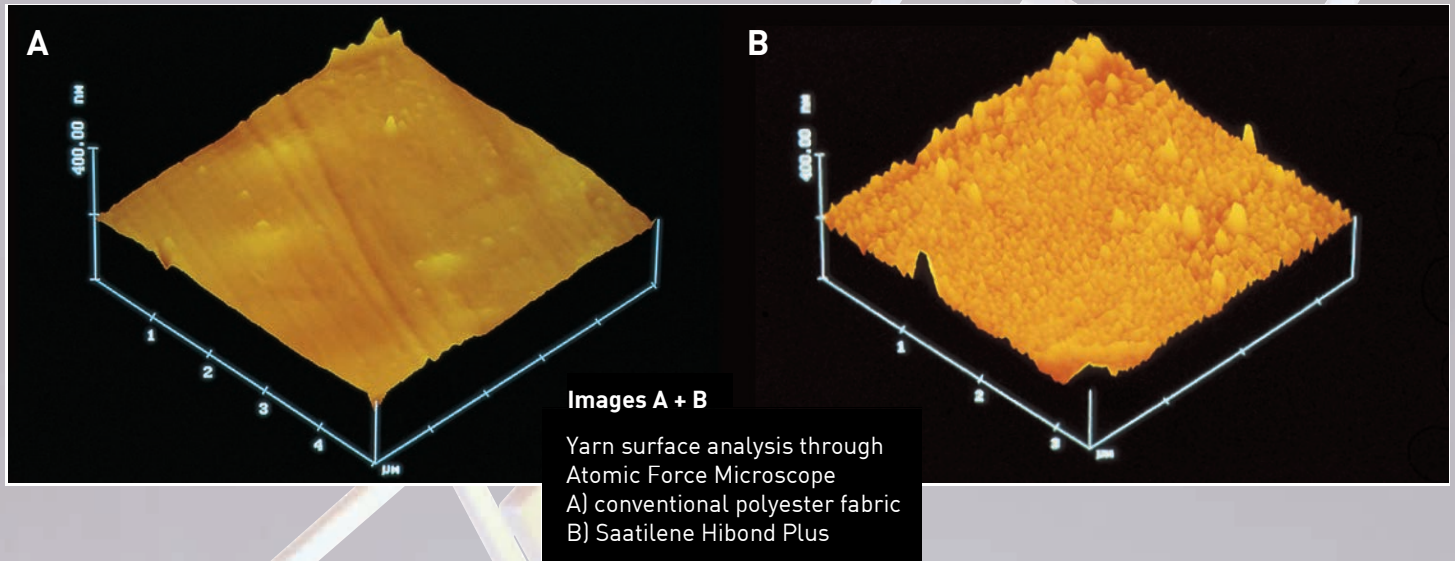 A
400.00 nm
1
2
3
4
μM
B
400.00 nm
1
2
3
μM
Images A + B
Yarn surface analysis through
Atomic Force Microscope
A) conventional polyester fabric
B) Saatilene Hibond Plus